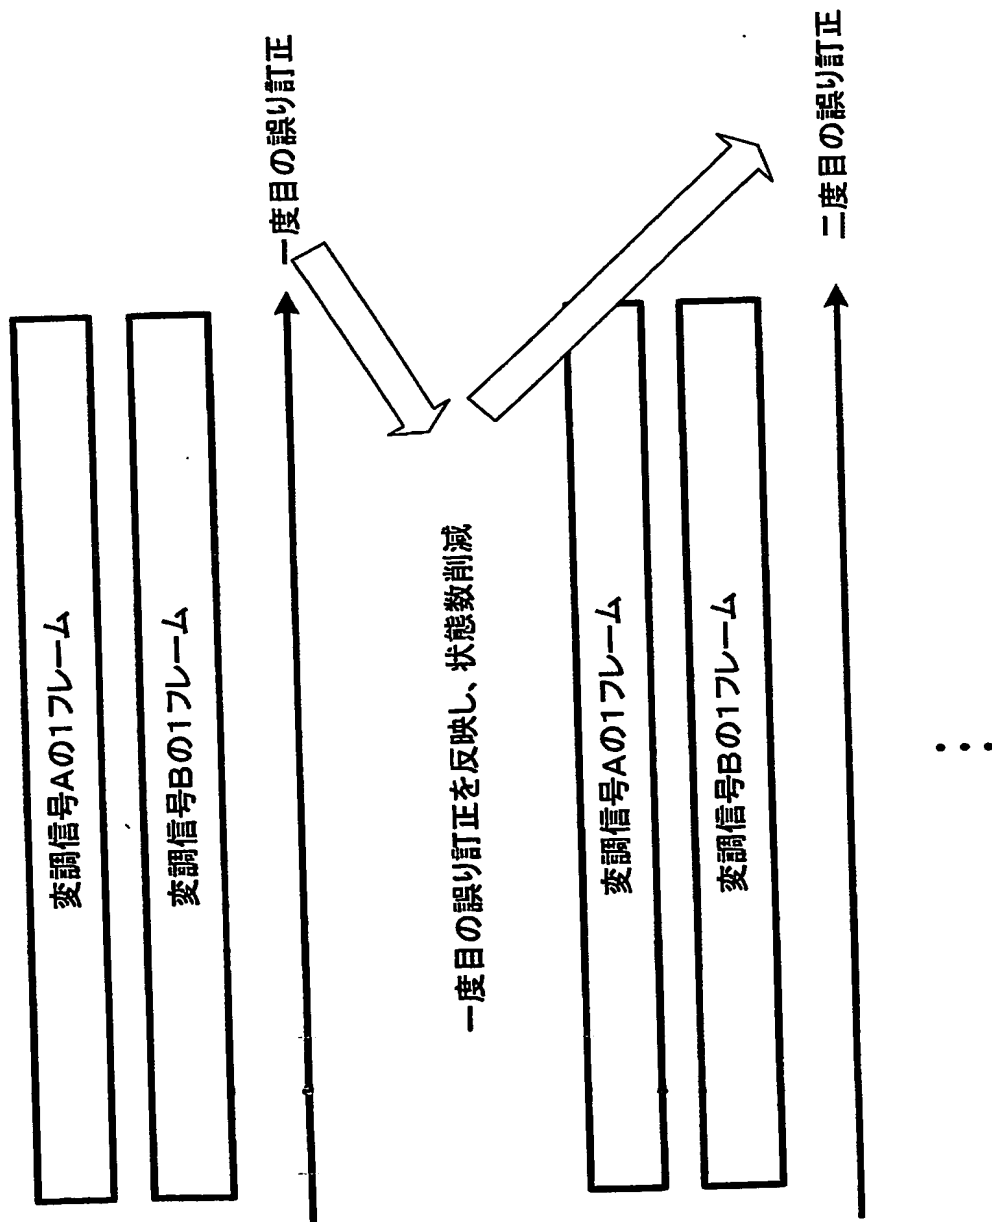 変調信号Aの1フレーム
変調信号Bの1フレーム
一度目の誤り訂正
一度目の誤り訂正を反映し、状態数削減
変調信号Aの1フレーム
変調信号Bの1フレーム
二度目の誤り訂正